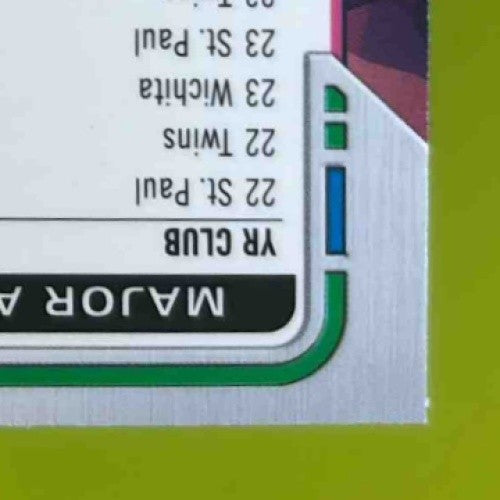 MAJOR
YR CLUB
22 St. Paul
22 Twins
23 Wichita
23 St. Paul